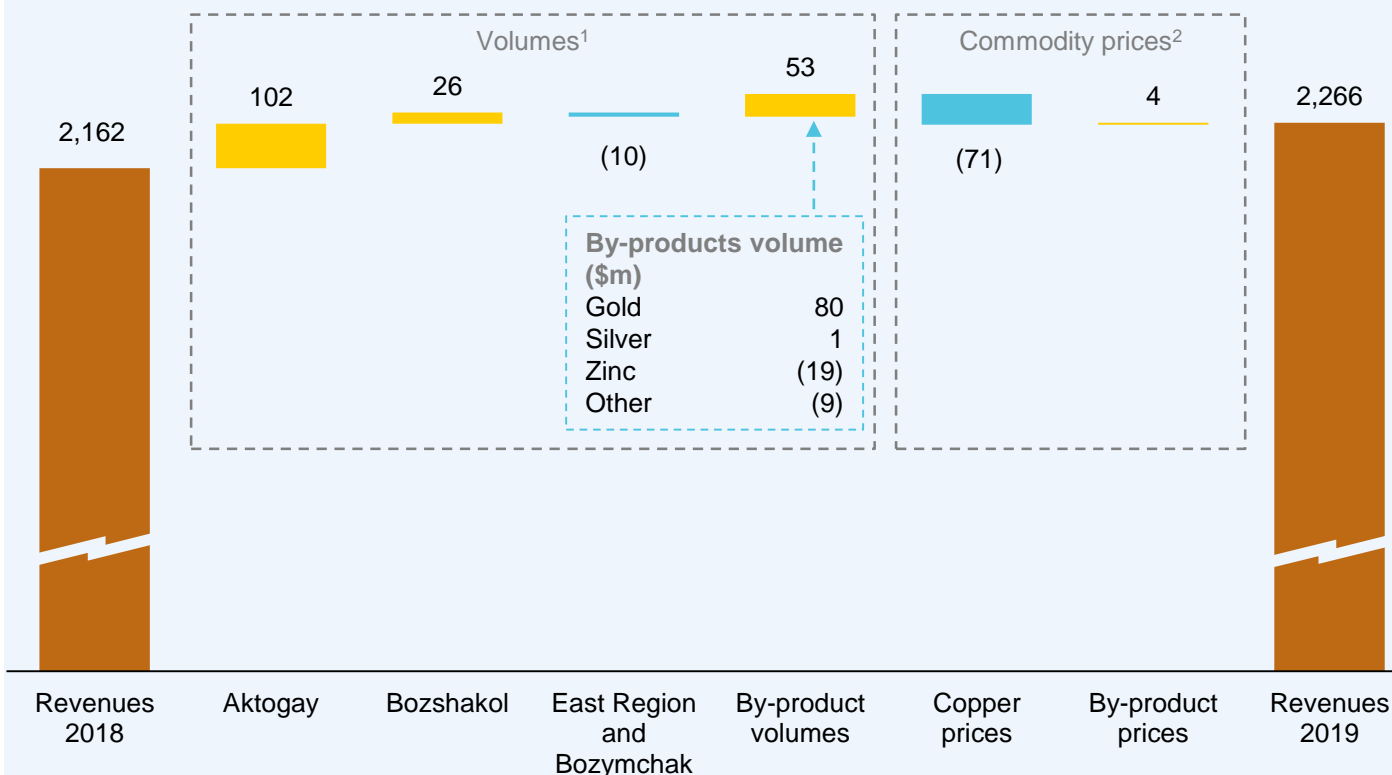 Volumes¹
Commodity prices²
2,162
102
26
(10)
53
(71)
4
2,266
By-products volume
($m)
Gold 80
Silver 1
Zinc (19)
Other (9)
Revenues
2018
Aktogay
Bozshakol
East Region
and
Bozymchak
By-product
volumes
Copper
prices
By-product
prices
Revenues
2019